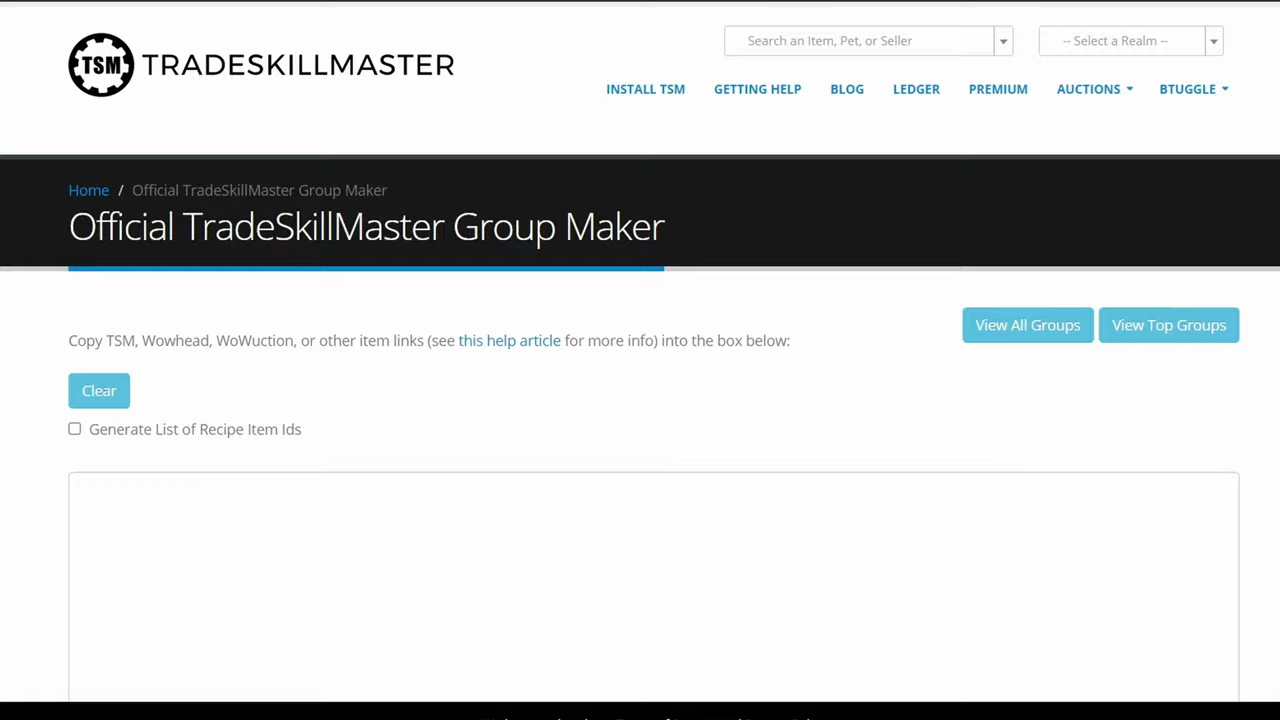 Search an Item, Pet, or Seller
-- Select a Realm --
TSM TRADESKILLMASTER
INSTALL TSM GETTING HELP BLOG LEDGER PREMIUM AUCTIONS BTUGGLE
Home / Official TradeSkillMaster Group Maker
Official TradeSkillMaster Group Maker
View All Groups View Top Groups
Copy TSM, Wowhead, WoWuction, or other item links (see this help article for more info) into the box below:
Clear
Generate List of Recipe Item Ids